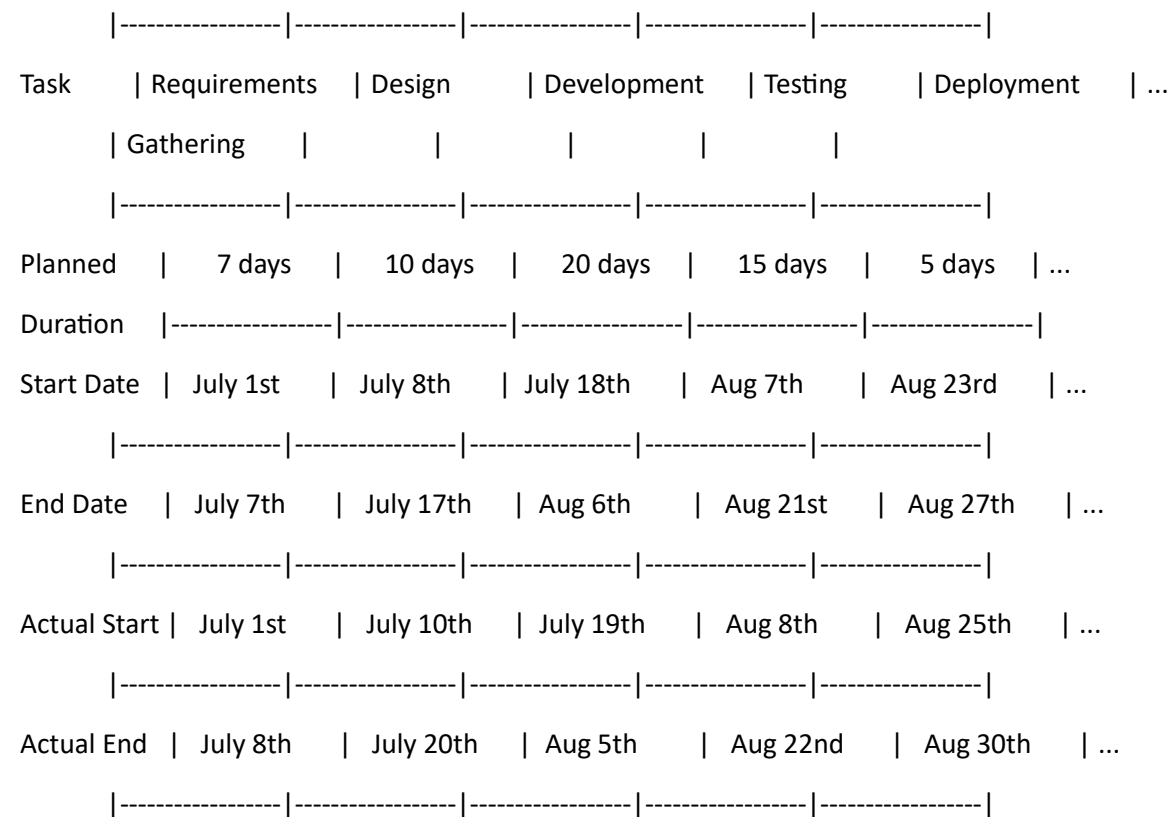 |------------------|------------------|------------------|------------------|------------------|
Task | Requirements | Design | Development | Testing | Deployment | ...
| Gathering | | | | |
|------------------|------------------|------------------|------------------|------------------|
Planned | 7 days | 10 days | 20 days | 15 days | 5 days | ...
Duration |------------------|------------------|------------------|------------------|------------------|
Start Date | July 1st | July 8th | July 18th | Aug 7th | Aug 23rd | ...
|------------------|------------------|------------------|------------------|------------------|
End Date | July 7th | July 17th | Aug 6th | Aug 21st | Aug 27th | ...
|------------------|------------------|------------------|------------------|------------------|
Actual Start | July 1st | July 10th | July 19th | Aug 8th | Aug 25th | ...
|------------------|------------------|------------------|------------------|------------------|
Actual End | July 8th | July 20th | Aug 5th | Aug 22nd | Aug 30th | ...
|------------------|------------------|------------------|------------------|------------------|